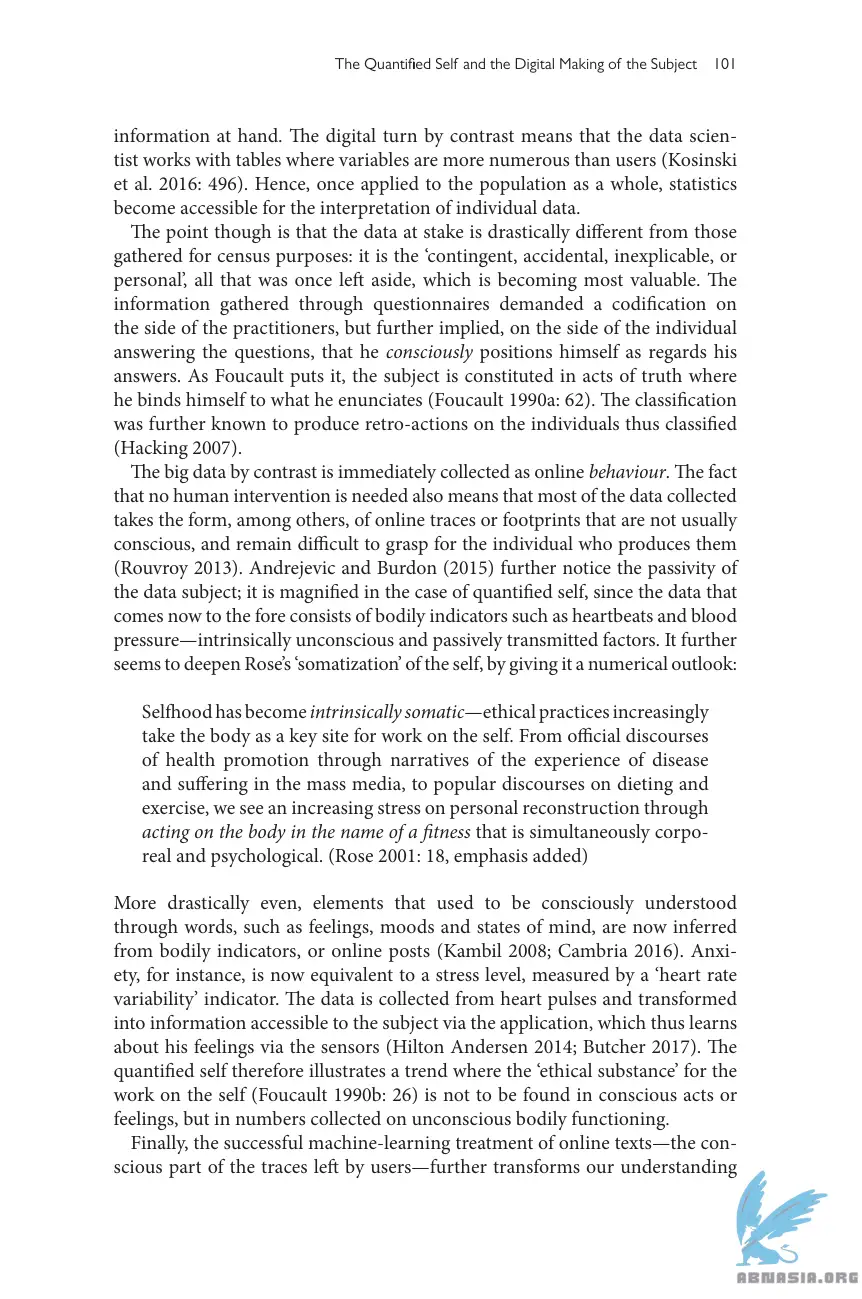 The Quantified Self and the Digital Making of the Subject 101
information at hand. The digital turn by contrast means that the data scien-
tist works with tables where variables are more numerous than users (Kosinski
et al. 2016: 496). Hence, once applied to the population as a whole, statistics
become accessible for the interpretation of individual data.
The point though is that the data at stake is drastically different from those
gathered for census purposes: it is the ‘contingent, accidental, inexplicable, or
personal’, all that was once left aside, which is becoming most valuable. The
information gathered through questionnaires demanded a codification on
the side of the practitioners, but further implied, on the side of the individual
answering the questions, that he consciously positions himself as regards his
answers. As Foucault puts it, the subject is constituted in acts of truth where
he binds himself to what he enunciates (Foucault 1990a: 62). The classification
was further known to produce retro-actions on the individuals thus classified
(Hacking 2007).
The big data by contrast is immediately collected as online behaviour. The fact
that no human intervention is needed also means that most of the data collected
takes the form, among others, of online traces or footprints that are not usually
conscious, and remain difficult to grasp for the individual who produces them
(Rouvroy 2013). Andrejevic and Burdon (2015) further notice the passivity of
the data subject; it is magnified in the case of quantified self, since the data that
comes now to the fore consists of bodily indicators such as heartbeats and blood
pressure—intrinsically unconscious and passively transmitted factors. It further
seems to deepen Rose’s ‘somatization’ of the self, by giving it a numerical outlook:
Selfhood has become intrinsically somatic—ethical practices increasingly
take the body as a key site for work on the self. From official discourses
of health promotion through narratives of the experience of disease
and suffering in the mass media, to popular discourses on dieting and
exercise, we see an increasing stress on personal reconstruction through
acting on the body in the name of a fitness that is simultaneously corpo-
real and psychological. (Rose 2001: 18, emphasis added)
More drastically even, elements that used to be consciously understood
through words, such as feelings, moods and states of mind, are now inferred
from bodily indicators, or online posts (Kambil 2008; Cambria 2016). Anxi-
ety, for instance, is now equivalent to a stress level, measured by a ‘heart rate
variability’ indicator. The data is collected from heart pulses and transformed
into information accessible to the subject via the application, which thus learns
about his feelings via the sensors (Hilton Andersen 2014; Butcher 2017). The
quantified self therefore illustrates a trend where the ‘ethical substance’ for the
work on the self (Foucault 1990b: 26) is not to be found in conscious acts or
feelings, but in numbers collected on unconscious bodily functioning.
Finally, the successful machine-learning treatment of online texts—the con-
scious part of the traces left by users—further transforms our understanding
ABNASIA.ORG